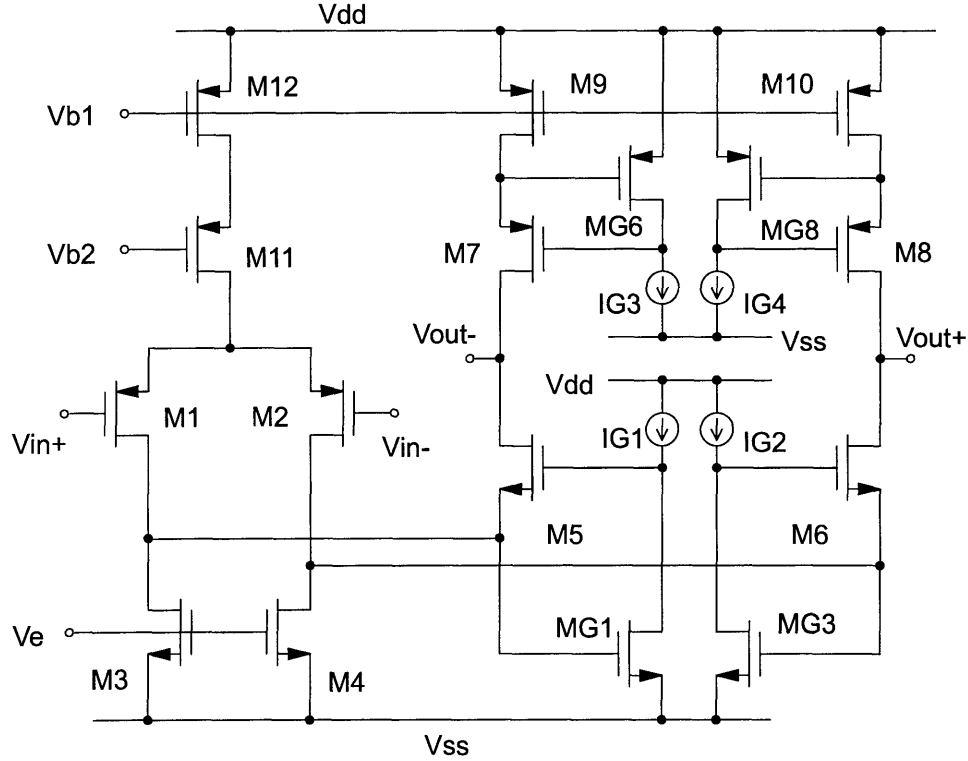 Vdd
M12
M9
M10
Vb1
MG6
MG8
Vb2
M11
M7
M8
IG3
IG4
Vout-
Vss
Vout+
Vdd
M1
M2
IG1
IG2
Vin+
Vin-
M5
M6
Ve
MG1
MG3
M3
M4
Vss